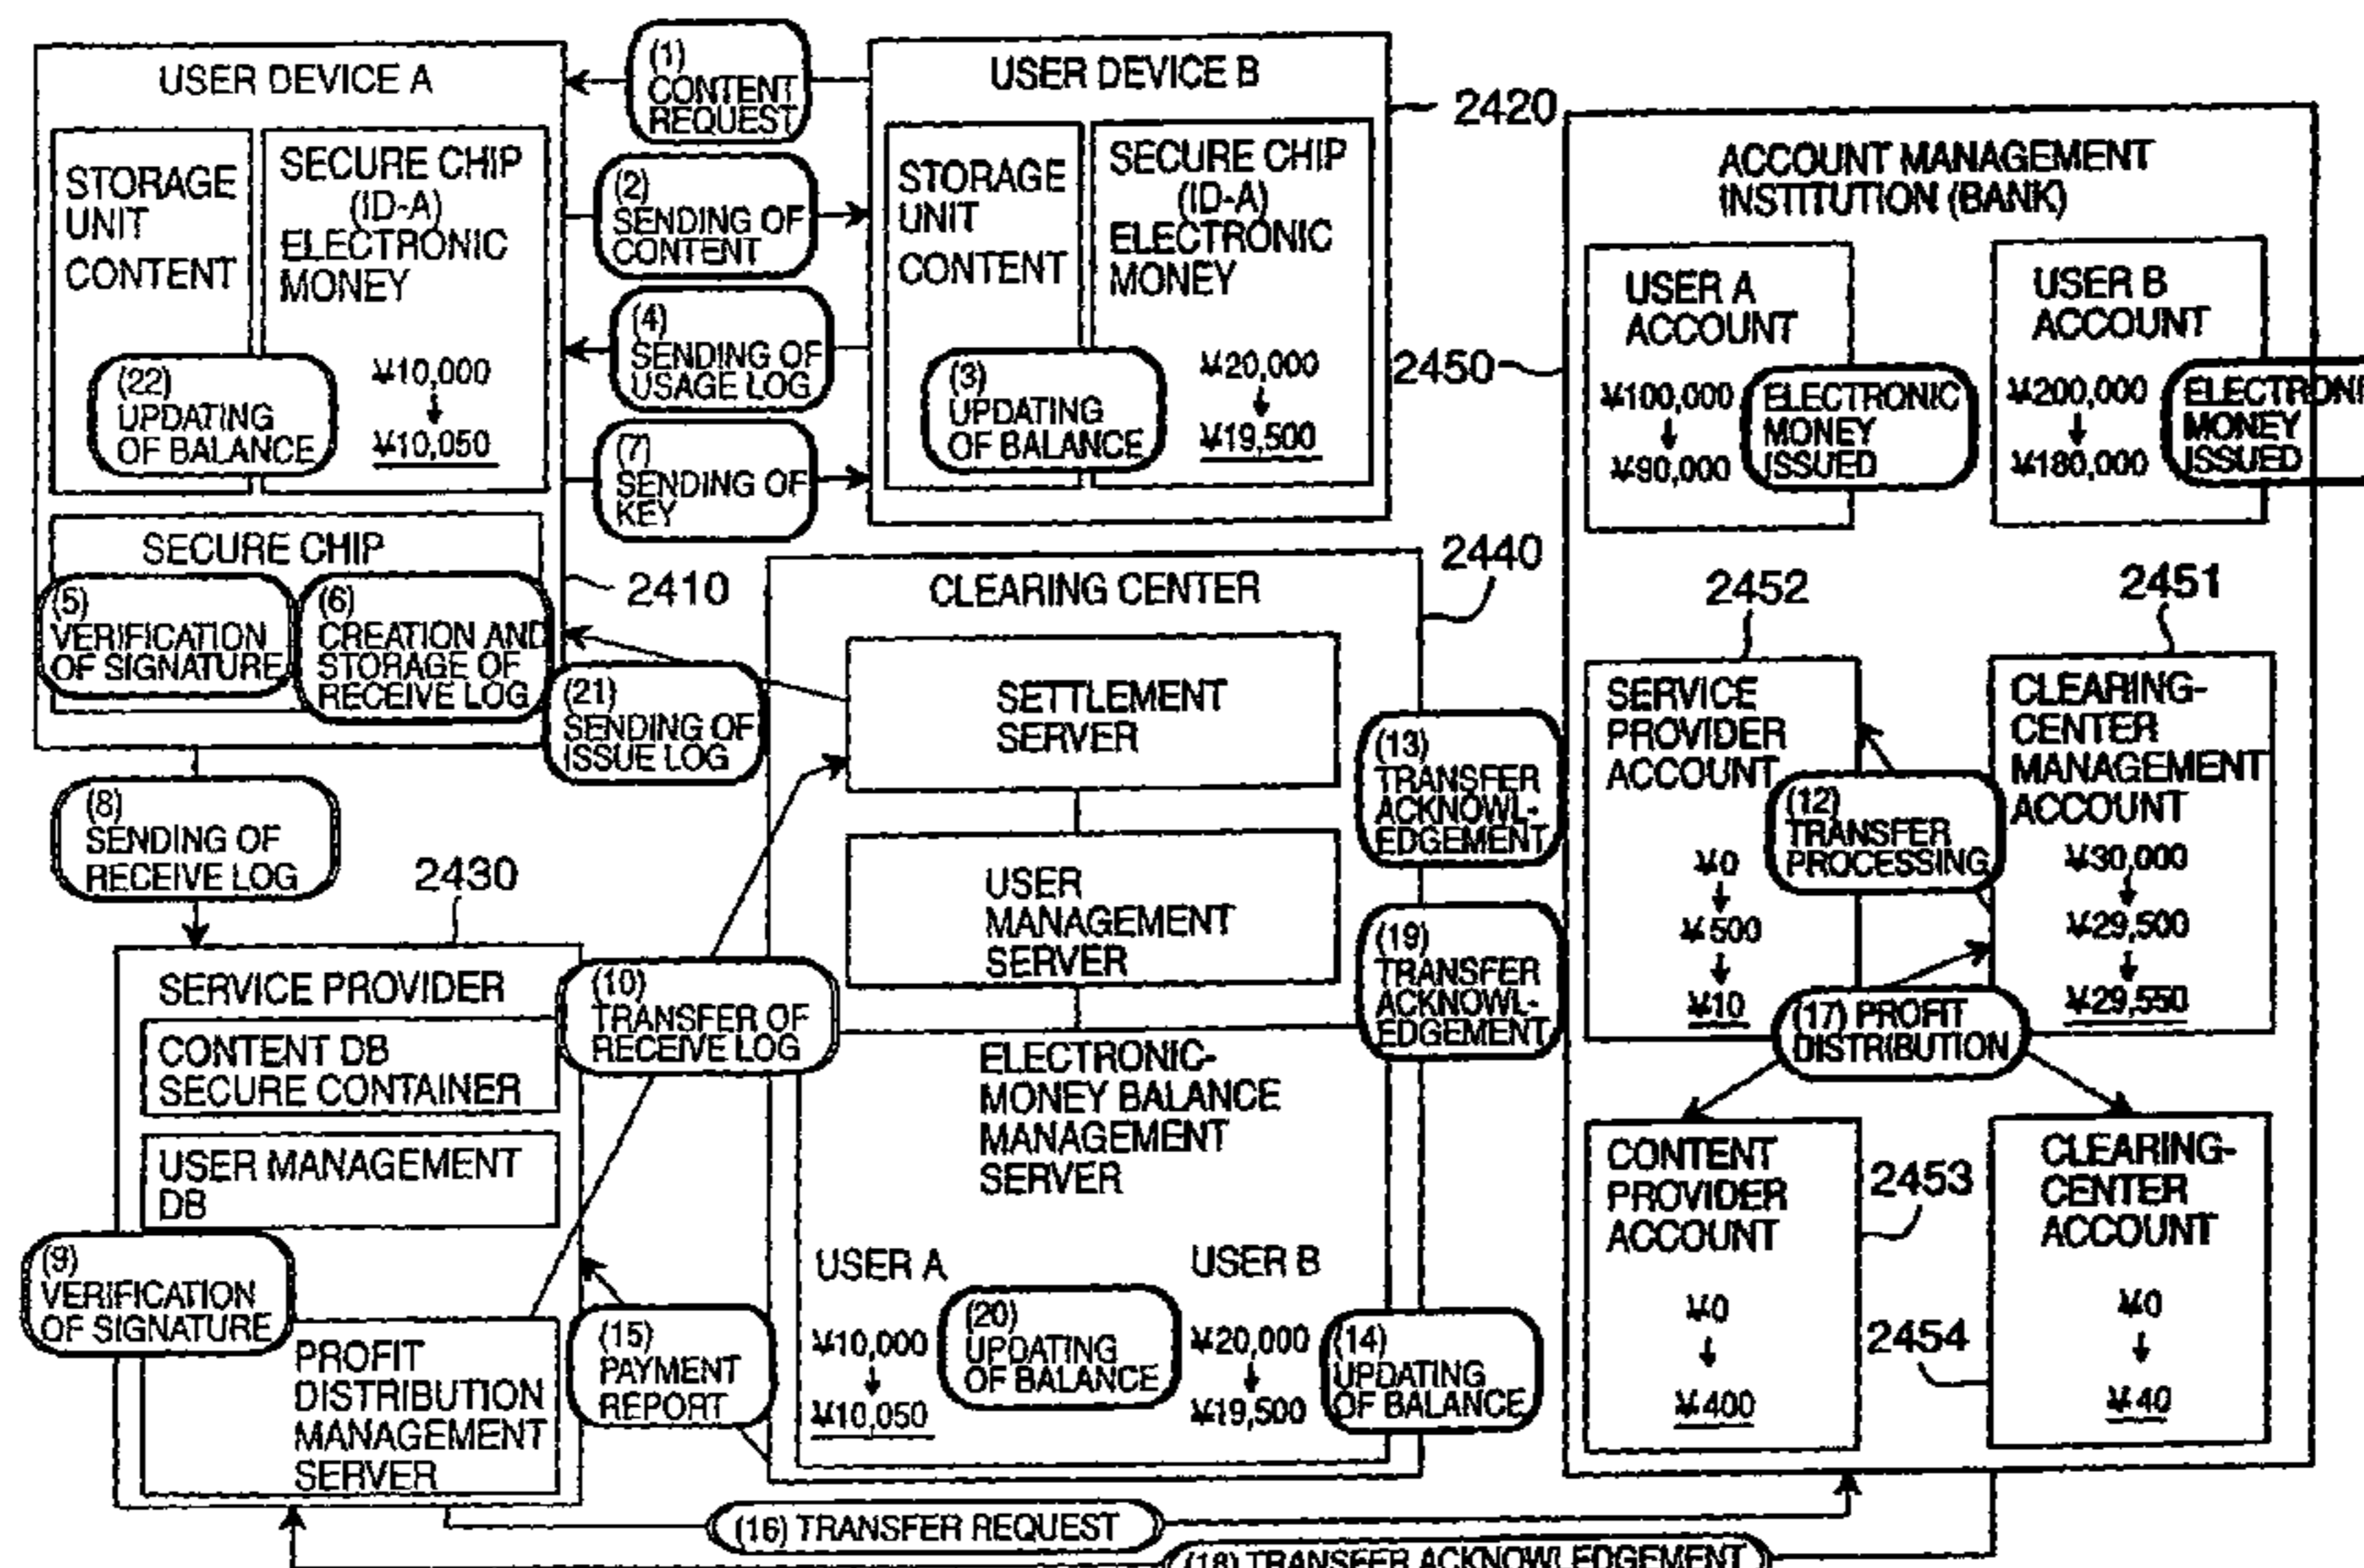 USER DEVICE A
STORAGE
UNIT
CONTENT
SECURE CHIP
(ID-A)
ELECTRONIC
MONEY
(22)
UPDATING
OF BALANCE
¥10,000
¥10,050
SECURE CHIP
(5)
VERIFICATION
OF SIGNATURE
(6)
CREATION AND
STORAGE OF
RECEIVE LOG
2410
(1)
CONTENT
REQUEST
(2)
SENDING OF
CONTENT
(4)
SENDING OF
USAGE LOG
(7)
SENDING OF
KEY
USER DEVICE B
2420
STORAGE
UNIT
CONTENT
SECURE CHIP
(ID-A)
ELECTRONIC
MONEY
(3)
UPDATING
OF BALANCE
¥20,000
¥19,500
2450
ACCOUNT MANAGEMENT
INSTITUTION (BANK)
USER A
ACCOUNT
¥100,000
¥90,000
ELECTRONIC
MONEY
ISSUED
USER B
ACCOUNT
¥200,000
¥180,000
MONEY
ISSUED
2452
SERVICE
PROVIDER
ACCOUNT
¥0
¥500
¥10
2451
CLEARING-
CENTER
MANAGEMENT
ACCOUNT
¥30,000
¥29,500
¥29,550
(12)
TRANSFER
PROCESSING
(17) PROFIT
DISTRIBUTION
CONTENT
PROVIDER
ACCOUNT
2453
¥0
¥400
CLEARING-
CENTER
ACCOUNT
2454
¥0
¥40
2440
CLEARING CENTER
SETTLEMENT
SERVER
USER
MANAGEMENT
SERVER
ELECTRONIC-
MONEY BALANCE
MANAGEMENT
SERVER
USER A
¥10,000
¥10,050
(20)
UPDATING
OF BALANCE
USER B
¥20,000
¥19,500
(14)
UPDATING
OF BALANCE
(13)
TRANSFER
ACKNOWL-
EDGEMENT
(19)
TRANSFER
ACKNOWL-
EDGEMENT
(21)
SENDING OF
ISSUE LOG
(8)
SENDING OF
RECEIVE LOG
2430
SERVICE PROVIDER
CONTENT DB
SECURE CONTAINER
USER MANAGEMENT
DB
(9)
VERIFICATION
OF SIGNATURE
PROFIT
DISTRIBUTION
MANAGEMENT
SERVER
(10)
TRANSFER OF
RECEIVE LOG
(15)
PAYMENT
REPORT
(16) TRANSFER REQUEST
(18) TRANSFER ACKNOWLEDGEMENT